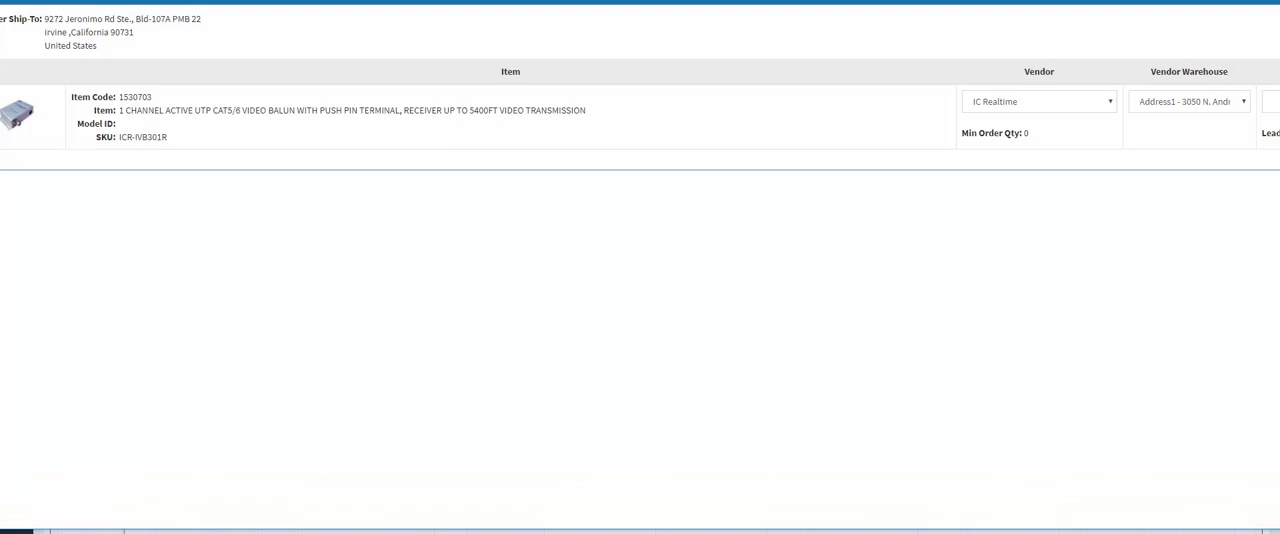 er Ship-To: 9272 Jeronimo Rd Ste., Bld-107A PMB 22
irvine ,California 90731
United States
Item Vendor Vendor Warehouse
Item Code: 1530703
Item: 1 CHANNEL ACTIVE UTP CAT5/6 VIDEO BALUN WITH PUSH PIN TERMINAL, RECEIVER UP TO 5400FT VIDEO TRANSMISSION
Model ID:
SKU: ICR-IVB301R
IC Realtime
Min Order Qty: 0
Address1 - 3050 N. Andr
Lead